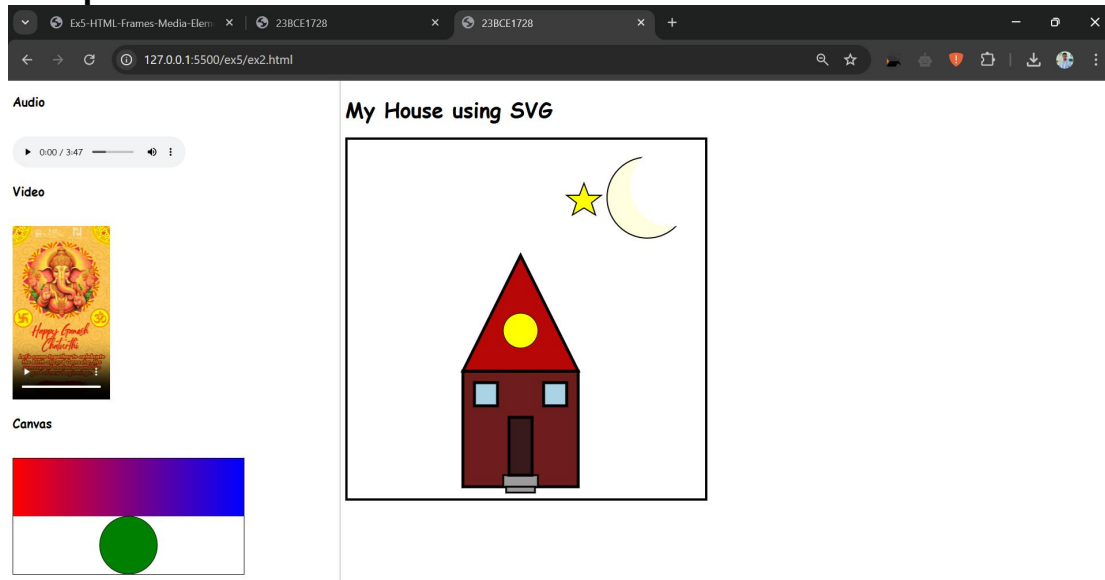 Ex5-HTML-Frames-Media-Elem
23BCE1728
23BCE1728
127.0.0.1:5500/ex5/ex2.html
Audio
0:00 / 3:47
Video
Happy Ganesh
Chaturthi
Canvas
My House using SVG